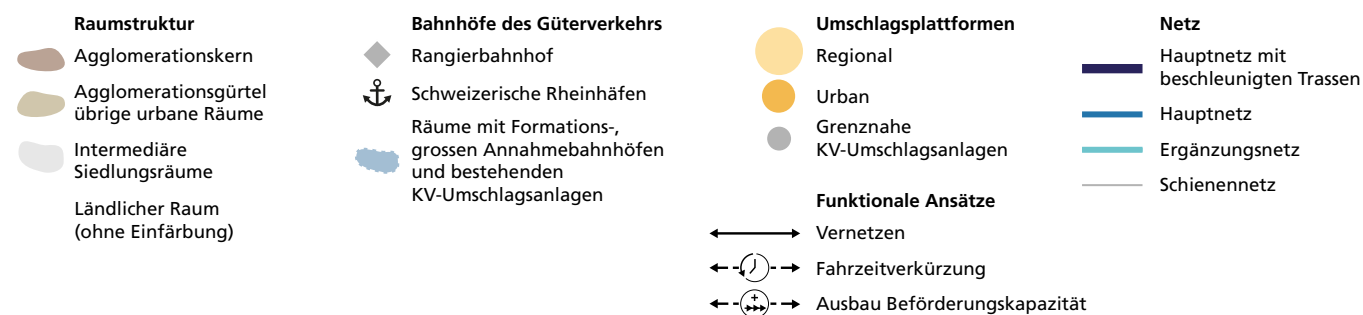 Raumstruktur
Agglomerationskern
Agglomerationsgürtel
übrige urbane Räume
Intermediäre
Siedlungsräume
Ländlicher Raum
(ohne Einfärbung)
Bahnhöfe des Güterverkehrs
Rangierbahnhof
Schweizerische Rheinhäfen
Räume mit Formations-,
grossen Annahmebahnhöfen
und bestehenden
KV-Umschlagsanlagen
Umschlagsplattformen
Regional
Urban
Grenznahe
KV-Umschlagsanlagen
Funktionale Ansätze
Vernetzen
Fahrzeitverkürzung
Ausbau Beförderungskapazität
Netz
Hauptnetz mit
beschleunigten Trassen
Hauptnetz
Ergänzungsnetz
Schienennetz